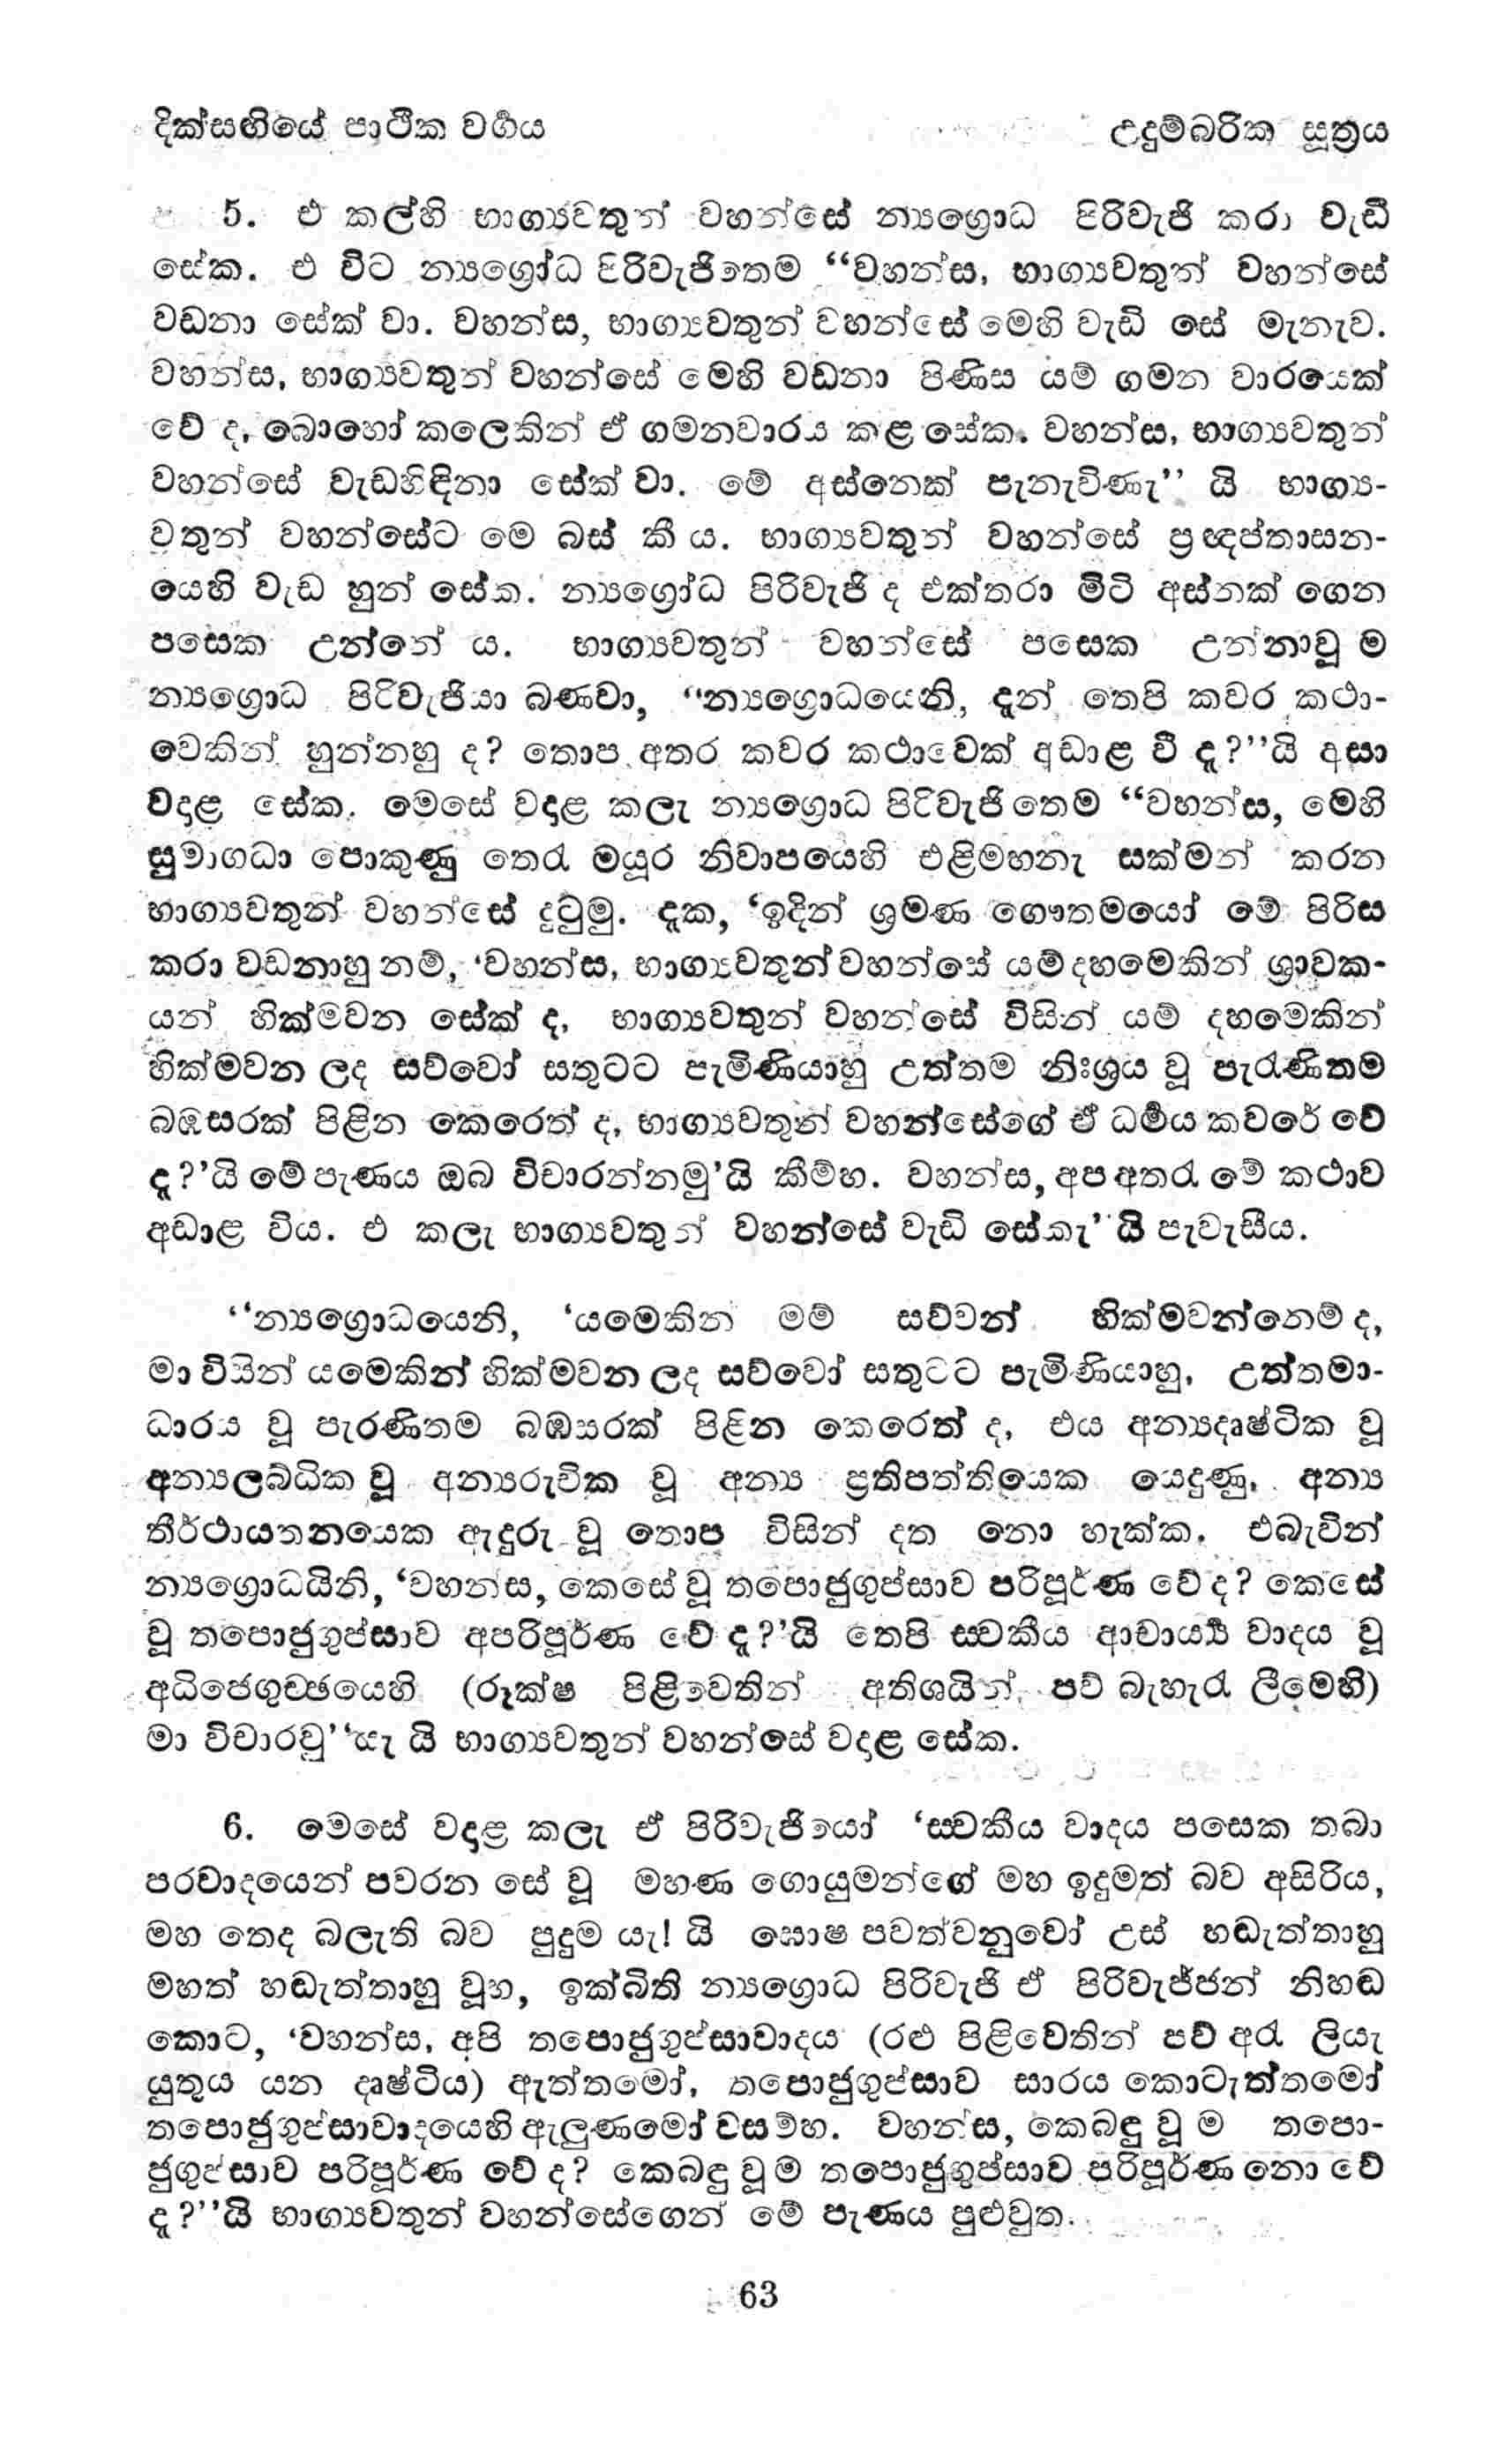 දික්සඟියේ පාථික වර්‍ගය
උදුම්බරික සූත්‍රය
5. එ කල්හි භාග්‍යවතුන් වහන්සේ න්‍යග්‍රොධ පිරිවැජි කරා වැඩී
සේක. එ විට න්‍යග්‍රෝධ පිරිවැජිතෙම “වහන්ස, භාග්‍යවතුන් වහන්සේ
වඩනා සේක් වා. වහන්ස, භාග්‍යවතුන් වහන්සේ මෙහි වැඩි සේ මැනැව.
වහන්ස, භාග්‍යවතුන් වහන්සේ මෙහි වඩනා පිණිස යම් ගමන වාරයෙක්
වේ ද, බොහෝ කලෙකින් ඒ ගමනවාරය කළ සේක. වහන්ස, භාග්‍යවතුන්
වහන්සේ වැඩහිඳිනා සේක් වා. මේ අස්නෙක් පැනැවිණැ’’ යි භාග්‍ය-
වතුන් වහන්සේට මෙ බස් කී ය. භාග්‍යවතුන් වහන්සේ ප්‍රඥප්තාසන-
යෙහි වැඩ හුන් සේක. න්‍යග්‍රෝධ පිරිවැජි ද එක්තරා මිටි අස්නක් ගෙන
පසෙක උන්නේ ය. භාග්‍යවතුන් වහන්සේ පසෙක උන්නාවූ ම
න්‍යග්‍රොධ පිරිවැජියා බණවා, “න්‍යග්‍රොධයෙනි, දැන් තෙපි කවර කථා-
වෙකින් හුන්නහු ද? තොප අතර කවර කථාවෙක් අඩාළ වී දැ?’’යි අසා
වදාළ සේක. මෙසේ වදාළ කලැ න්‍යග්‍රොධ පිරිවැජි තෙම “වහන්ස, මෙහි
සුමාගධා පොකුණු තෙරැ මයූර නිවාපයෙහි එළිමහනැ සක්මන් කරන
භාග්‍යවතුන් වහන්සේ දුටුමු. දැක, ‘ඉදින් ශ්‍රමණ ගෞතමයෝ මේ පිරිස
කරා වඩනාහු නම්, ‘වහන්ස, භාග්‍යවතුන් වහන්සේ යම් දහමෙකින් ශ්‍රාවක-
යන් හික්මවන සේක් ද, භාග්‍යවතුන් වහන්සේ විසින් යම් දහමෙකින්
හික්මවන ලද සව්වෝ සතුටට පැමිණියාහු උත්තම නිඃශ්‍රය වූ පැරැණිතම
බඹසරක් පිළින කෙරෙත් ද, භාග්‍යවතුන් වහන්සේගේ ඒ ධර්‍මය කවරේ වේ
දැ?’යි මේ පැණය ඔබ විචාරන්නමු’යි කීම්හ. වහන්ස, අප අතරැ මේ කථාව
අඩාළ විය. එ කලැ භාග්‍යවතුන් වහන්සේ වැඩි සේකැ’’යි පැවැසීය.
‘‘න්‍යග්‍රොධයෙනි, ‘යමෙකින මම් සව්වන් හික්මවන්නෙම් ද,
මා විසින් යමෙකින් හික්මවන ලද සව්වෝ සතුටට පැමිණියාහු, උත්තමා-
ධාරය වූ පැරණිතම බඹසරක් පිළින කෙරෙත් ද, එය අන්‍යදෘෂ්ටික වූ
අන්‍යලබ්ධික වූ අන්‍යරුචික වූ අන්‍ය ප්‍රතිපත්තියෙක යෙදුණු, අන්‍ය
තීර්ථායතනයෙක ඇදුරු වූ තොප විසින් දත නො හැක්ක. එබැවින්
න්‍යග්‍රොධයිනි, ‘වහන්ස, කෙසේ වූ තපොජුගුප්සාව පරිපූර්ණ වේ ද? කෙසේ
වූ තපොජුගුප්සාව අපරිපූර්ණ වේ දැ?’යි තෙපි ස්වකීය ආචාර්‍ය්‍ය වාදය වූ
අධිජෙගුච්ඡයෙහි (රූක්ෂ පිළිවෙතින් අතිශයින් පව් බැහැරැ ලීමෙහි)
මා විචාරවු’’යැ යි භාග්‍යවතුන් වහන්සේ වදාළ සේක.
6. මෙසේ වදාළ කලැ ඒ පිරිවැජියෝ ‘ස්වකීය වාදය පසෙක තබා
පරවාදයෙන් පවරන සේ වූ මහණ ගොයුමන්ගේ මහ ඉදුමත් බව අසිරිය,
මහ තෙද බලැති බව පුදුම යැ! යි ඝොෂ පවත්වනුවෝ උස් හඬැත්තාහු
මහත් හඬැත්තාහු වූහ, ඉක්බිති න්‍යග්‍රොධ පිරිවැජි ඒ පිරිවැජ්ජන් නිහඬ
කොට, ‘වහන්ස, අපි තපොජුගුප්සාවාදය (රළු පිළිවෙතින් පව් අරැ ලියැ
යුතුය යන දෘෂ්ටිය) ඇත්තමෝ, තපොජුගුප්සාව සාරය කොටැත්තමෝ
තපොජුගුප්සාවාදයෙහි ඇලුණමෝ වසම්හ. වහන්ස, කෙබඳු වූ ම තපො-
ජුගුප්සාව පරිපූර්ණ වේ ද? කෙබඳු වූ ම තපොජුගුප්සාව පරිපූර්ණ නො වේ
දැ?’’යි භාග්‍යවතුන් වහන්සේගෙන් මේ පැණය පුළුවුත.
63